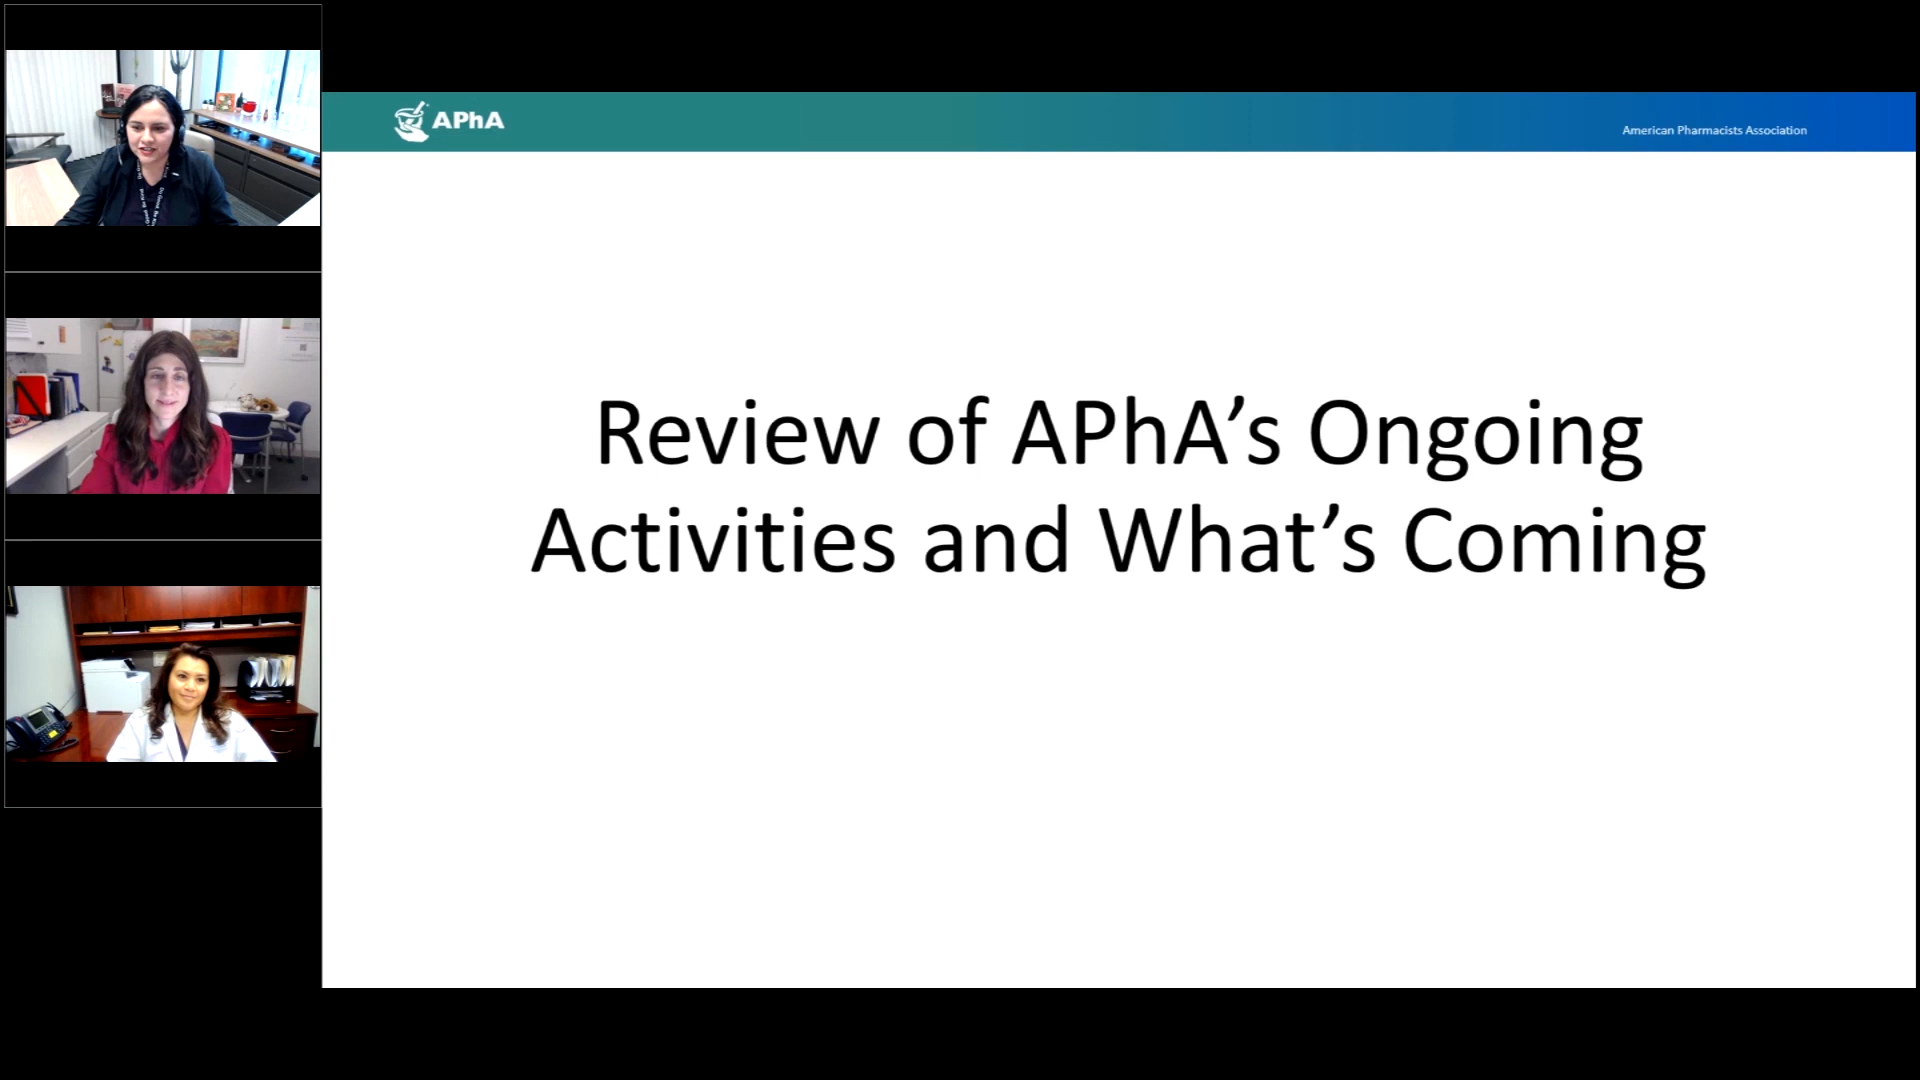 APhA
American Pharmacists Association
Review of APhA’s Ongoing
Activities and What’s Coming